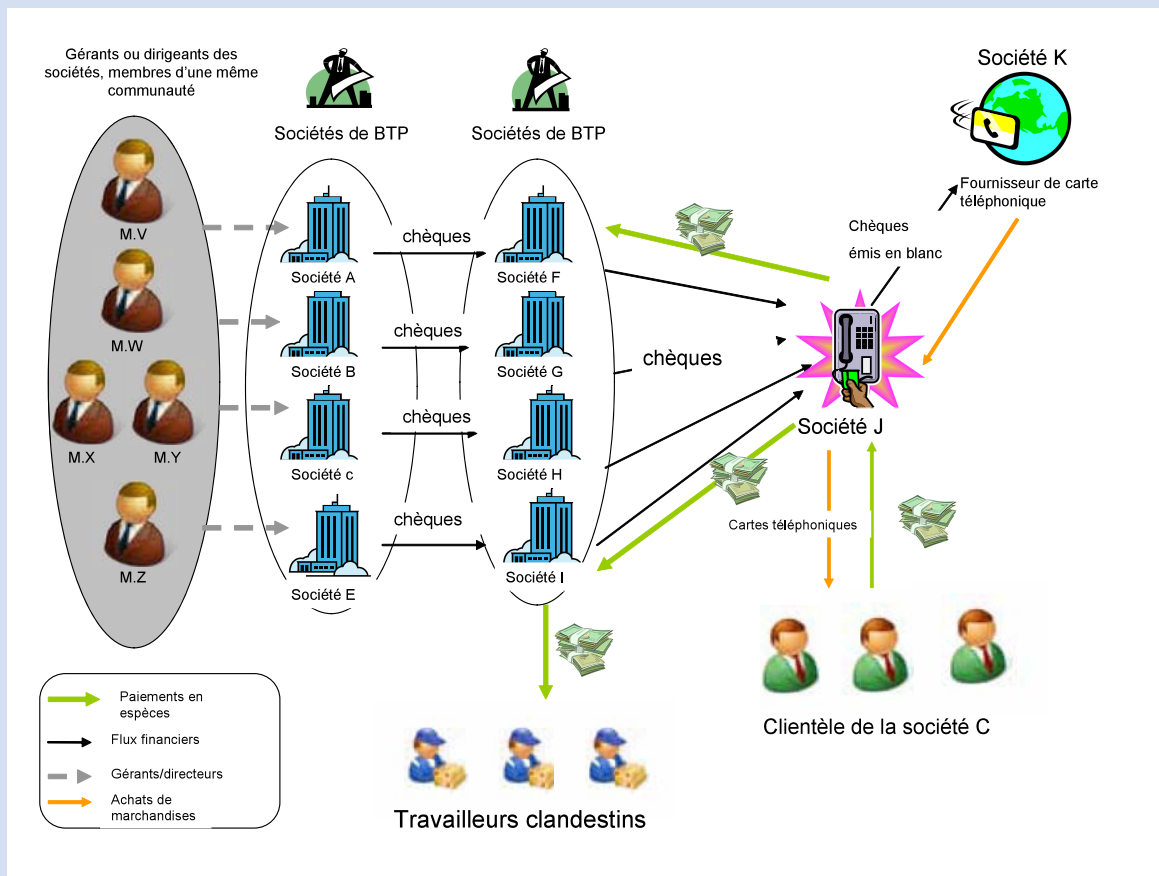 Gérants ou dirigeants des
sociétés, membres d'une même
communauté
M.V
M.W
M.X
M.Y
M.Z
Sociétés de BTP
Sociétés de BTP
Société A
Société B
Société c
Société E
chèques
chèques
chèques
chèques
Société F
Société G
Société H
Société I
chèques
Société K
Fournisseur de carte
téléphonique
Chèques
émis en blanc
Société J
Cartes téléphoniques
Clientèle de la société C
Travailleurs clandestins
Paiements en
espèces
Flux financiers
Gérants/directeurs
Achats de
marchandises